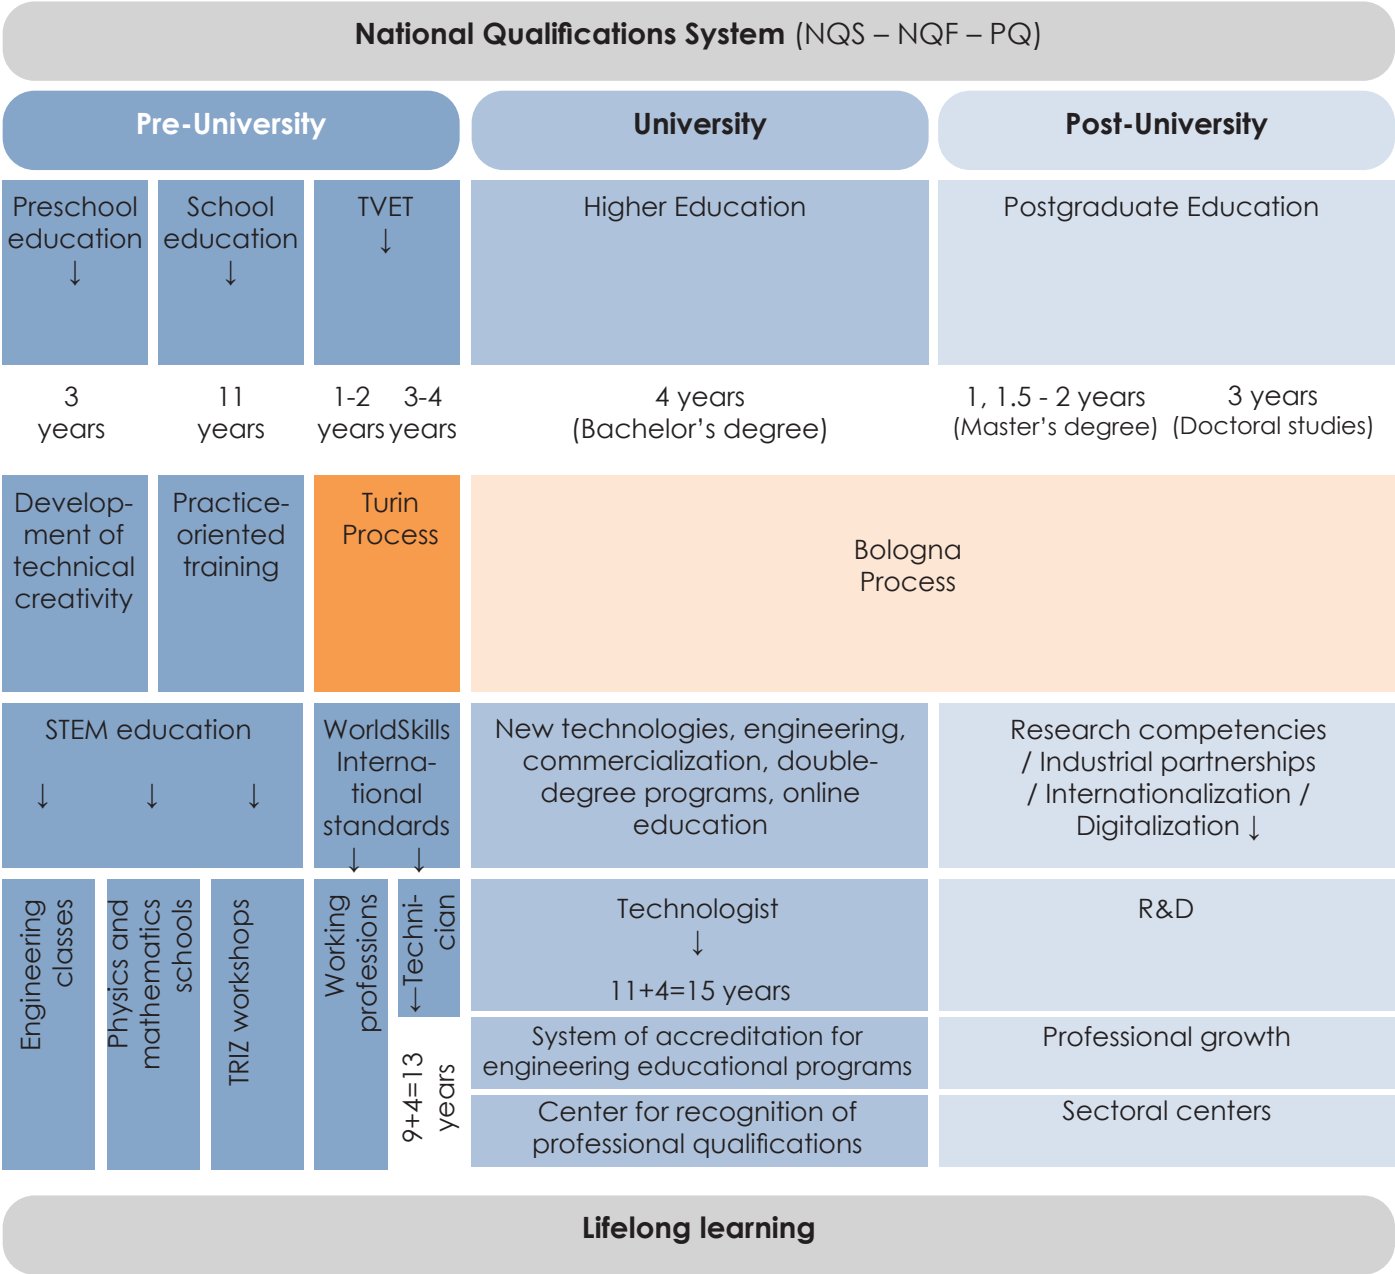 National Qualifications System (NQS – NQF – PQ)
Pre-University
University
Post-University
Preschool
education
↓
School
education
↓
TVET
↓
Higher Education
Postgraduate Education
3
years
11
years
1-2
years
3-4
years
4 years
(Bachelor’s degree)
1, 1.5 - 2 years
(Master’s degree)
3 years
(Doctoral studies)
Develop-
ment of
technical
creativity
Practice-
oriented
training
Turin
Process
Bologna
Process
STEM education
↓ ↓ ↓
WorldSkills
Interna-
tional
standards
↓ ↓
New technologies, engineering,
commercialization, double-
degree programs, online
education
Research competencies
/ Industrial partnerships
/ Internationalization /
Digitalization ↓
Engineering
classes
Physics and
mathematics
schools
TRIZ workshops
Working
professions
←Techni-
cian
9+4=13
years
Technologist
↓
11+4=15 years
R&D
System of accreditation for
engineering educational programs
Professional growth
Center for recognition of
professional qualifications
Sectoral centers
Lifelong learning